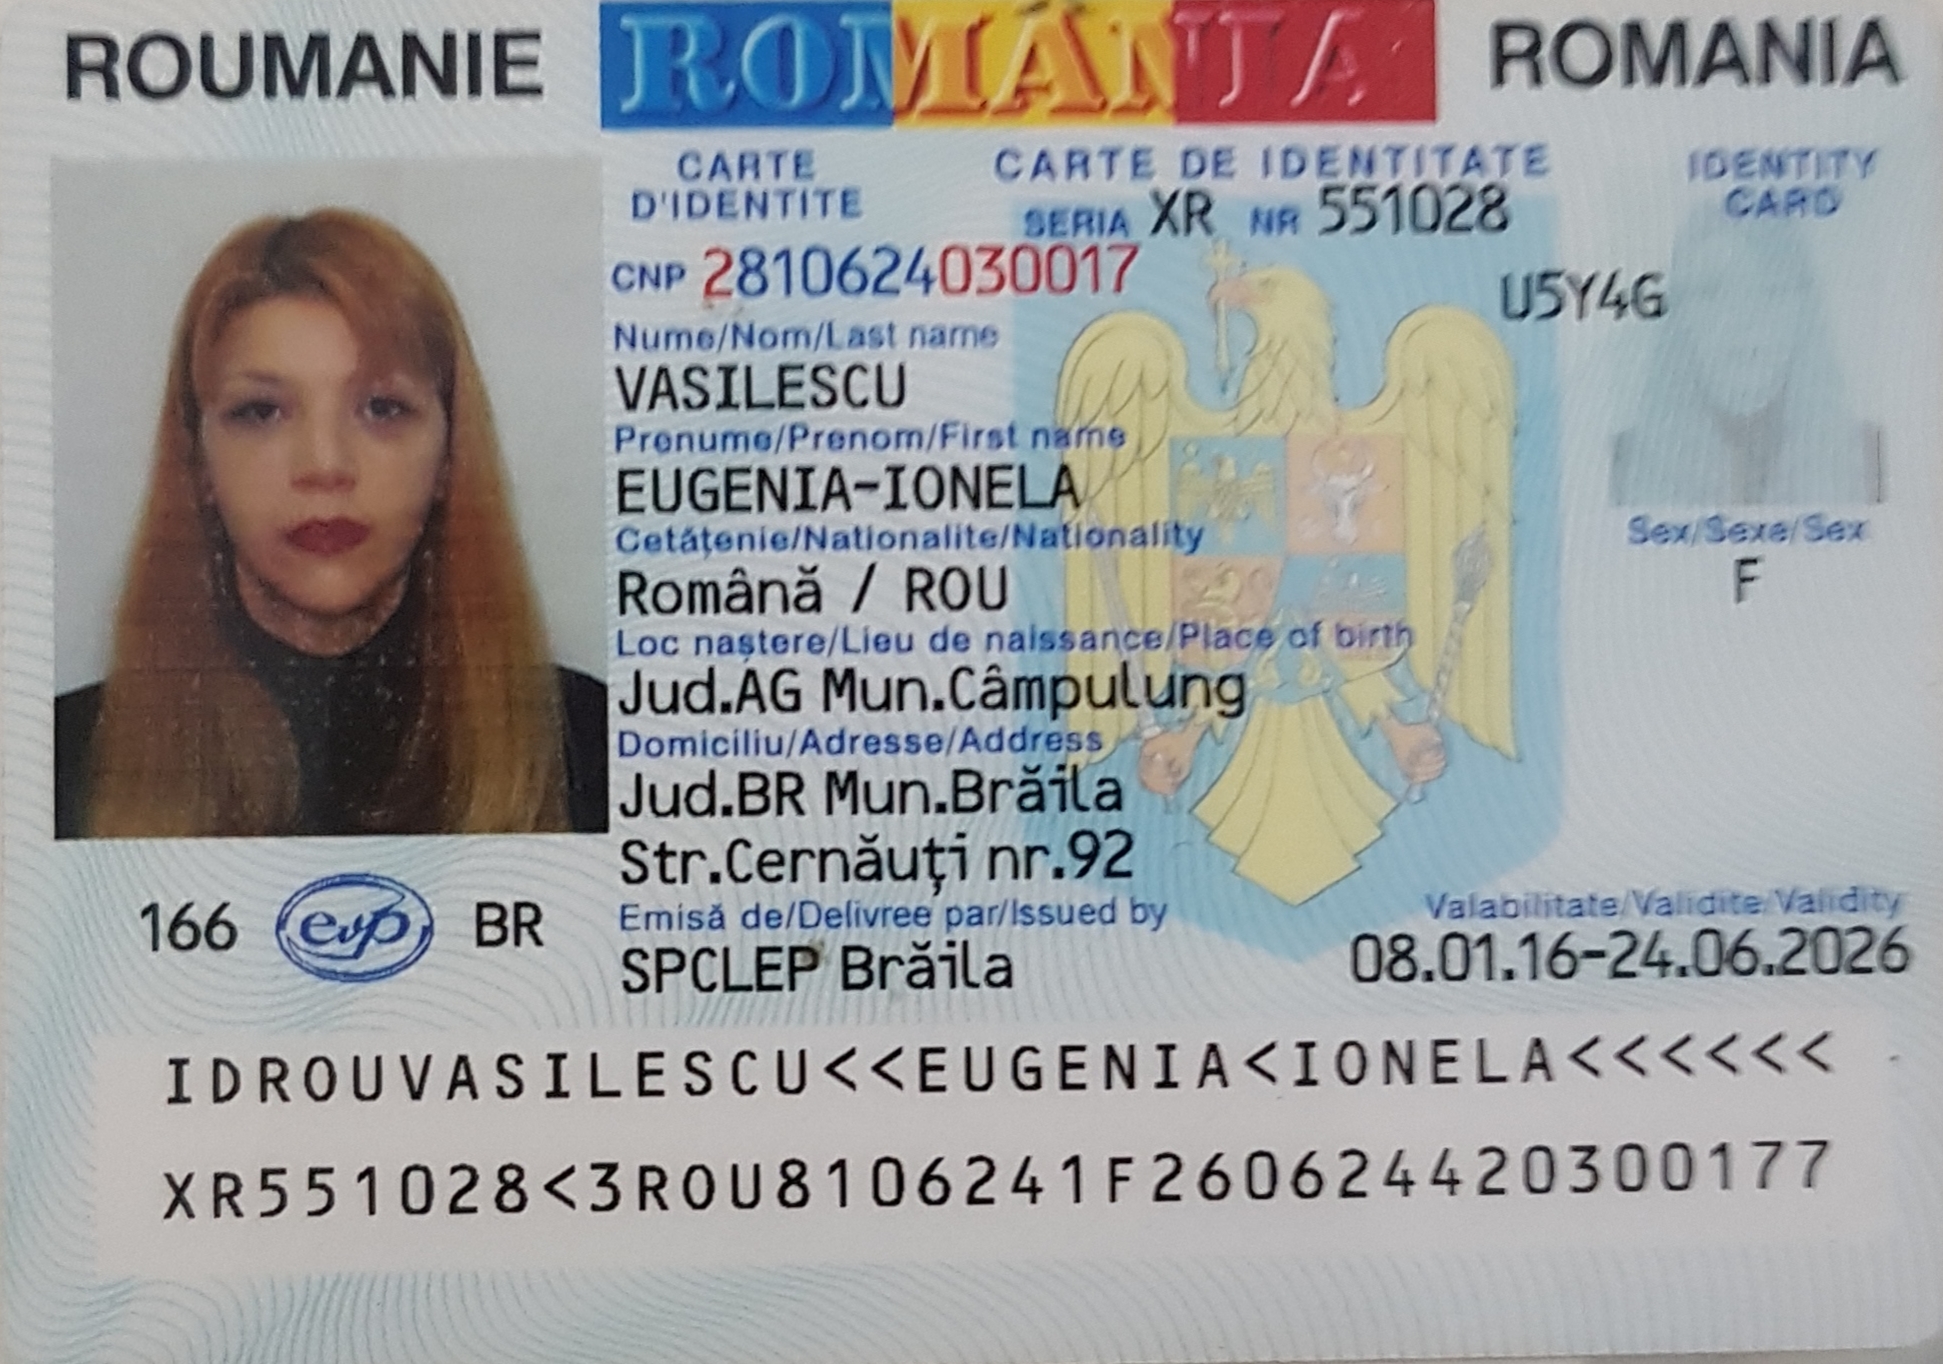 ROUMANIE ROMÂNIA ROMANIA
CARTE D'IDENTITE
CARTE DE IDENTITATE
IDENTITY CARD
SERIA XR NR 551028
CNP 2810624030017
U5Y4G
Nume/Nom/Last name
VASILESCU
Prenume/Prenom/First name
EUGENIA-IONELA
Cetăţenie/Nationalite/Nationality
Română / ROU
Sex/Sexe/Sex
F
Loc naştere/Lieu de naissance/Place of birth
Jud.AG Mun.Câmpulung
Domiciliu/Adresse/Address
Jud.BR Mun.Brăila
Str.Cernăuţi nr.92
166 evp BR
Emisă de/Delivree par/Issued by
SPCLEP Brăila
Valabilitate/Validite/Validity
08.01.16-24.06.2026
IDROUVASILESCU<<EUGENIA<IONELA<<<<<<
XR551028<3ROU8106241F260624420300177